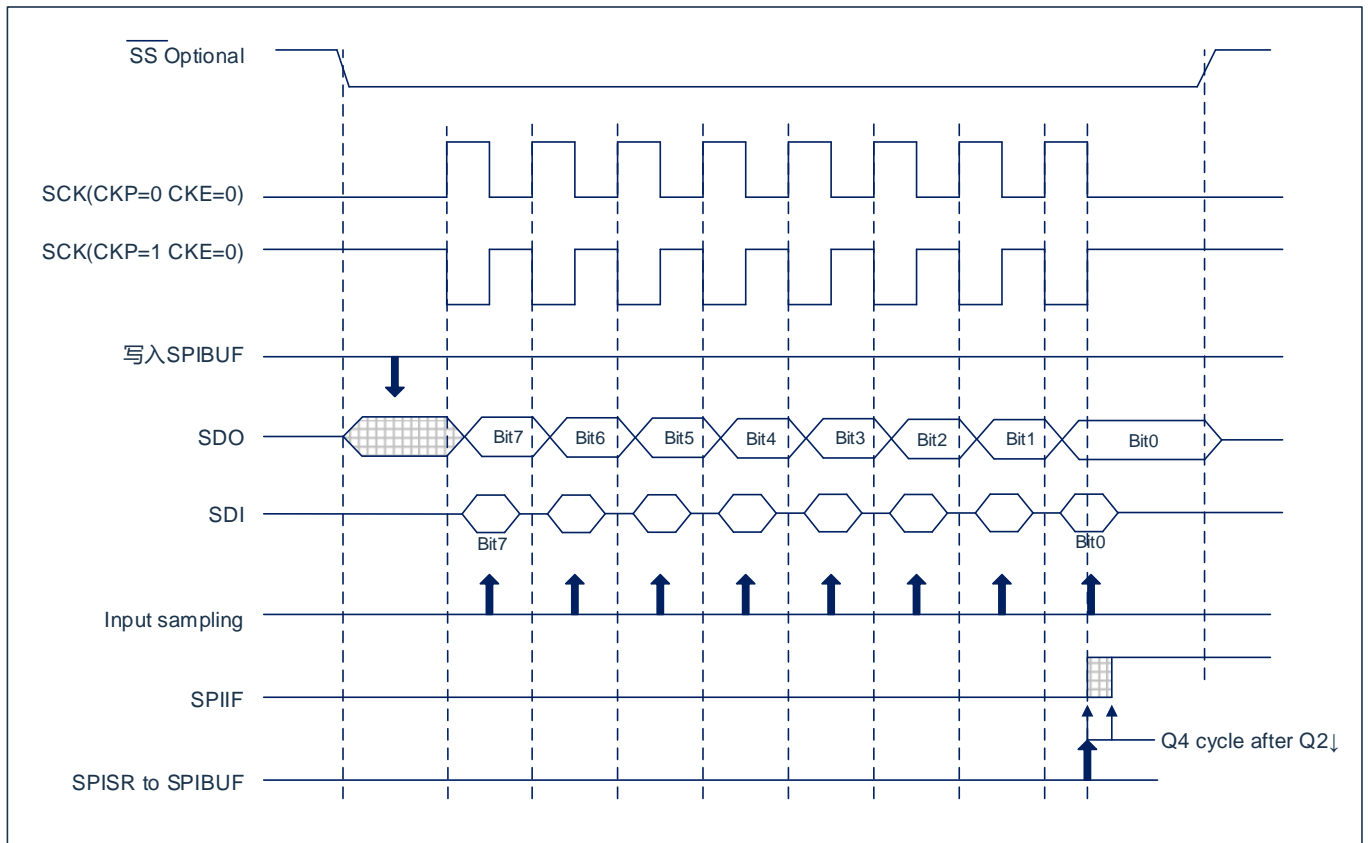 SS Optional
SCK(CKP=0 CKE=0)
SCK(CKP=1 CKE=0)
写入SPIBUF
SDO
Bit7
Bit6
Bit5
Bit4
Bit3
Bit2
Bit1
Bit0
SDI
Bit7
Bit0
Input sampling
SPIIF
Q4 cycle after Q2↓
SPISR to SPIBUF